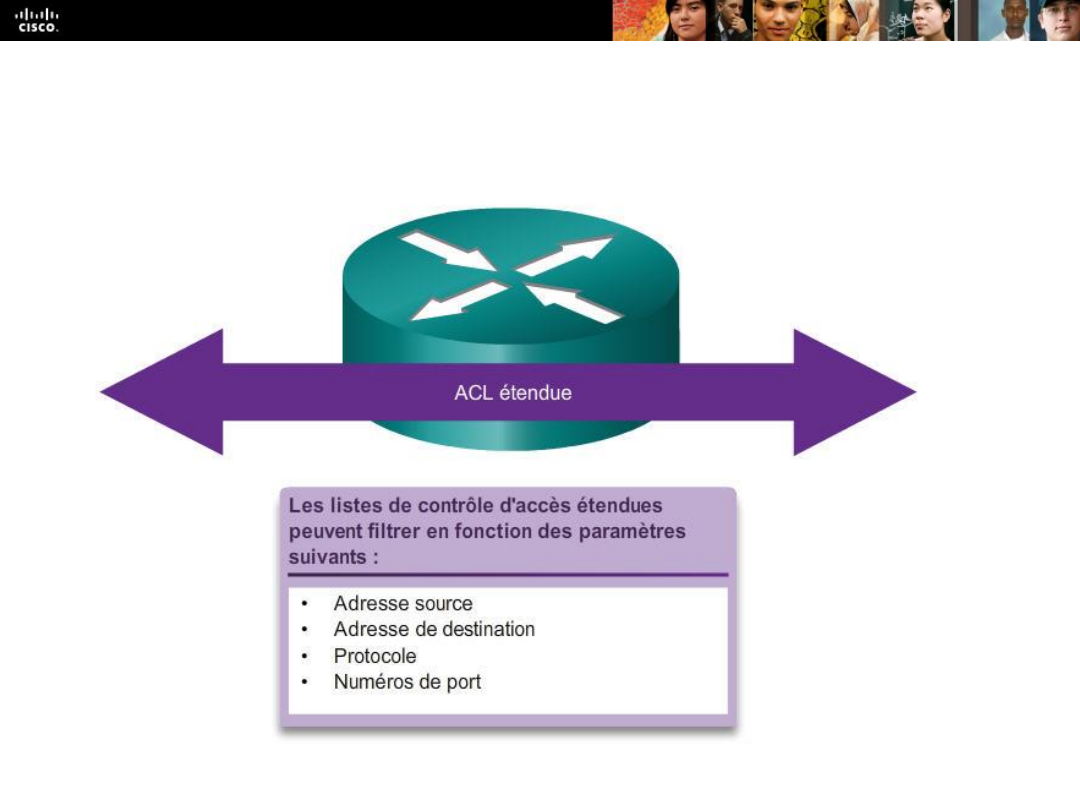 CISCO.
ACL étendue
Les listes de contrôle d'accès étendues
peuvent filtrer en fonction des paramètres
suivants :
• Adresse source
• Adresse de destination
• Protocole
• Numéros de port